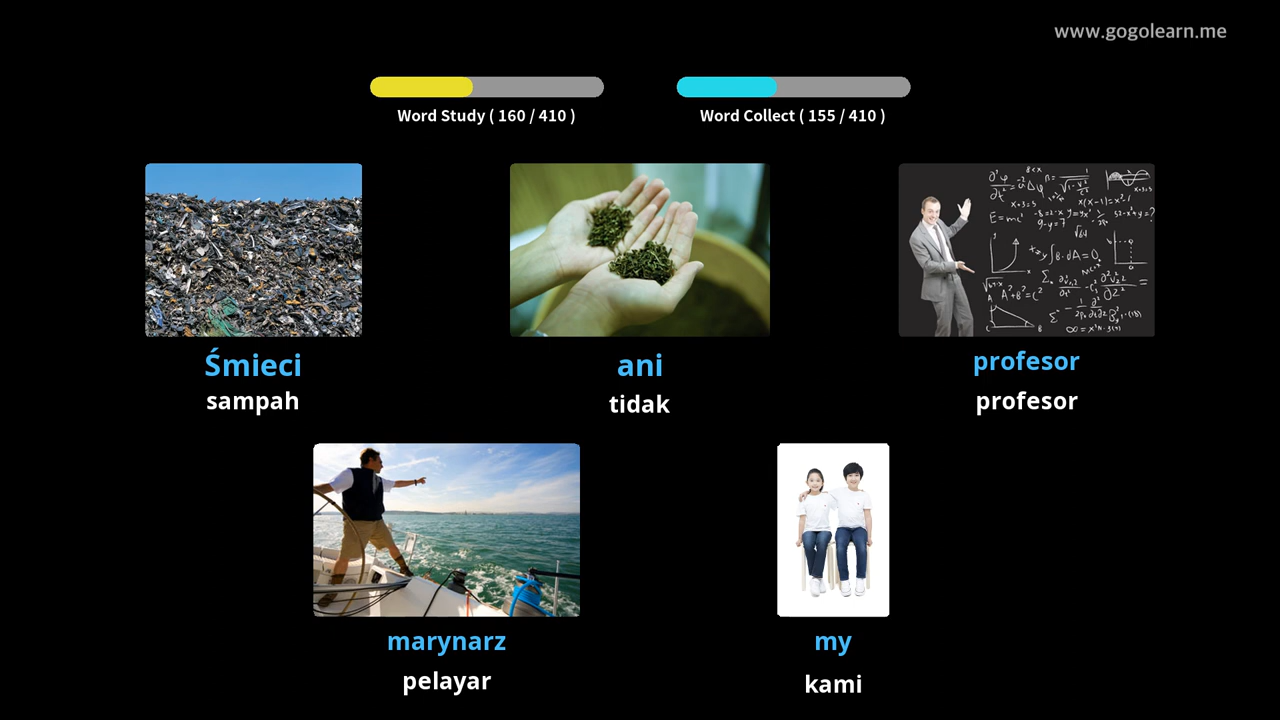 www.gogolearn.me
Word Study ( 160 / 410 )
Word Collect ( 155 / 410 )
Śmieci
sampah
ani
tidak
profesor
profesor
marynarz
pelayar
my
kami